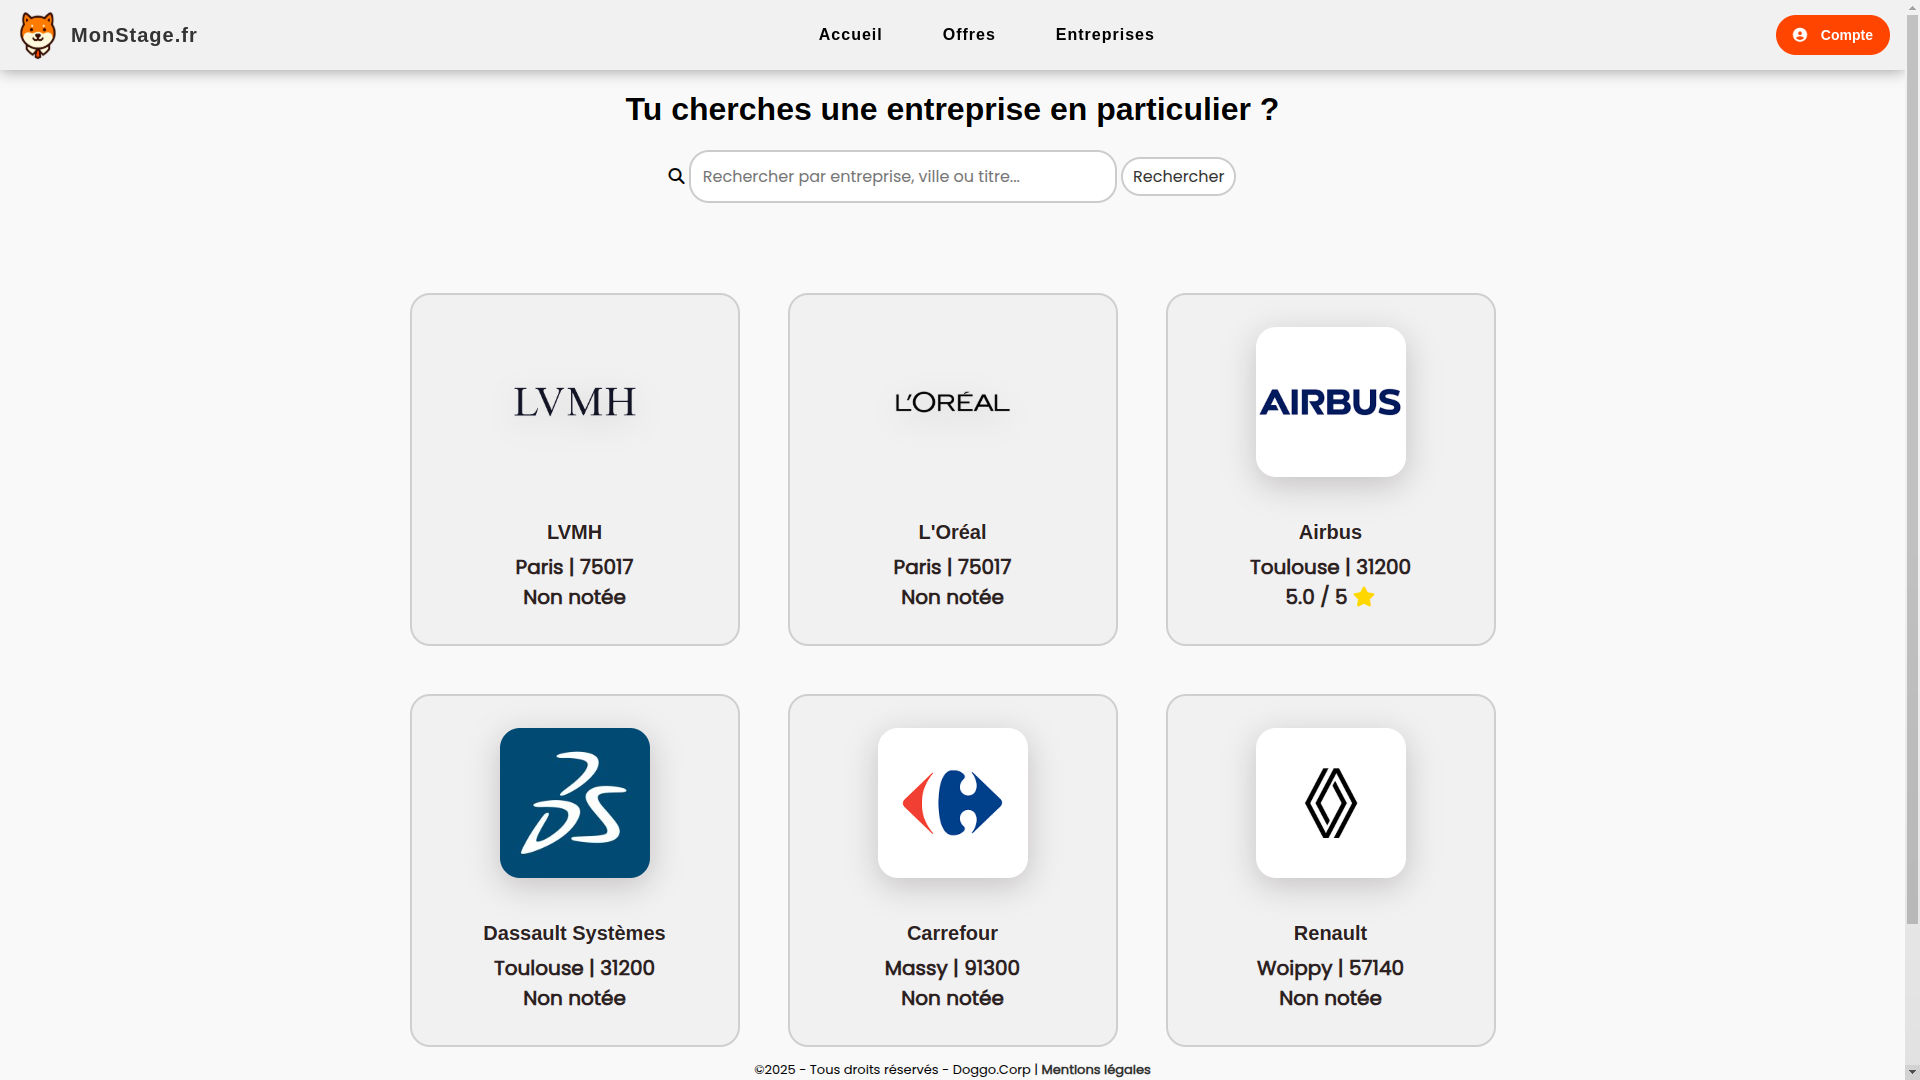 MonStage.fr
Accueil
Offres
Entreprises
Compte
Tu cherches une entreprise en particulier ?
Rechercher par entreprise, ville ou titre...
Rechercher
LVMH
L'ORÉAL
AIRBUS
LVMH
Paris | 75017
Non notée
L'Oréal
Paris | 75017
Non notée
Airbus
Toulouse | 31200
5.0 / 5
Dassault Systèmes
Toulouse | 31200
Non notée
Carrefour
Massy | 91300
Non notée
Renault
Woippy | 57140
Non notée
©2025 - Tous droits réservés - Doggo.Corp | Mentions légales